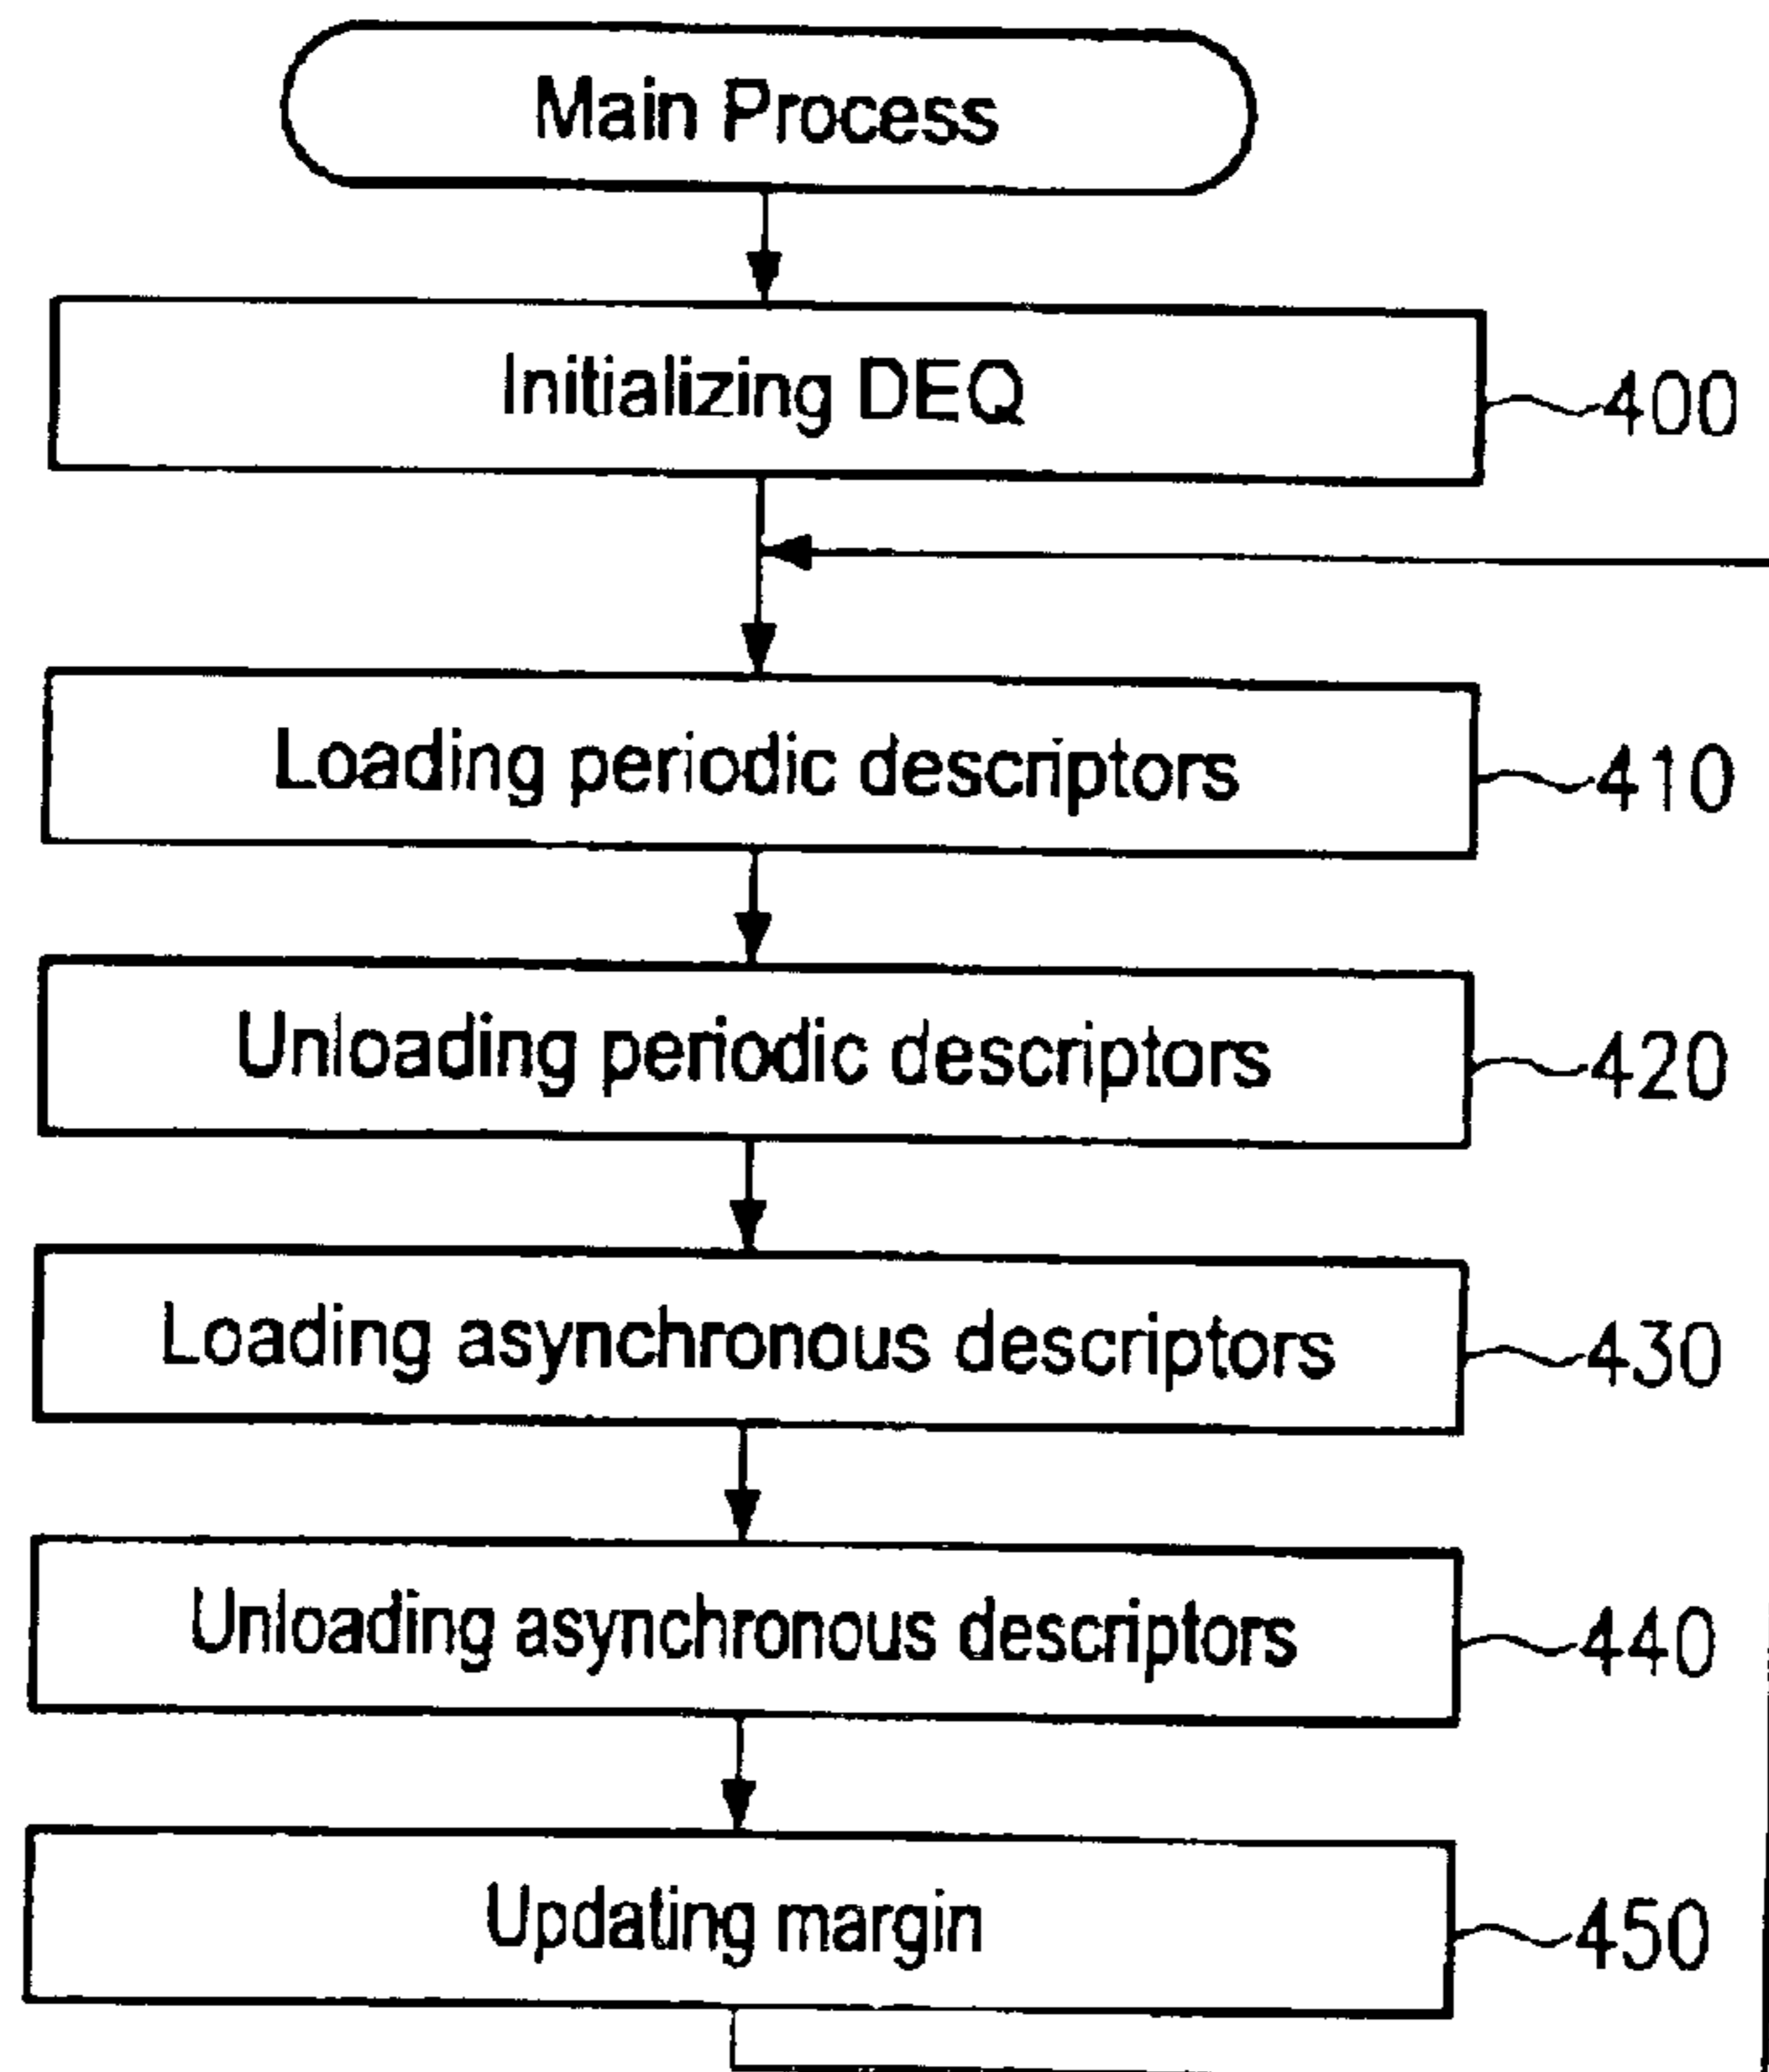 Main Process
Initializing DEQ
400
Loading periodic descriptors
410
Unloading periodic descriptors
420
Loading asynchronous descriptors
430
Unloading asynchronous descriptors
440
Updating margin
450